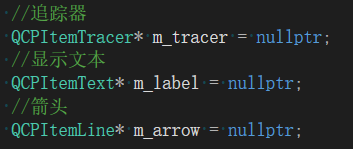 //追踪器
QCPItemTracer* m_tracer = nullptr;
//显示文本
QCPItemText* m_label = nullptr;
//箭头
QCPItemLine* m_arrow = nullptr;